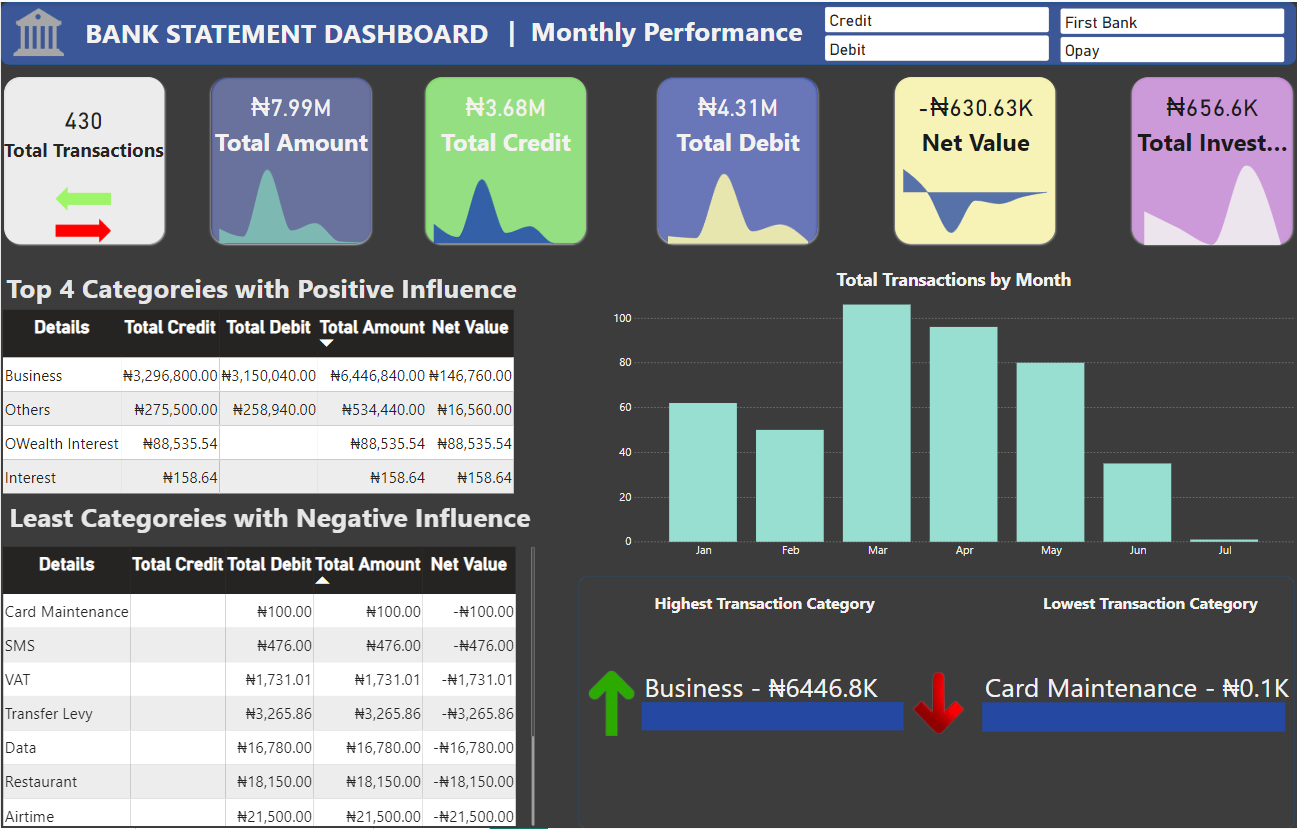 BANK STATEMENT DASHBOARD | Monthly Performance
Credit
Debit
First Bank
Opay
430
Total Transactions
₦7.99M
Total Amount
₦3.68M
Total Credit
₦4.31M
Total Debit
-₦630.63K
Net Value
₦656.6K
Total Invest...
Top 4 Categoreies with Positive Influence
Details Total Credit Total Debit Total Amount Net Value
Business ₦3,296,800.00 ₦3,150,040.00 ₦6,446,840.00 ₦146,760.00
Others ₦275,500.00 ₦258,940.00 ₦534,440.00 ₦16,560.00
OWealth Interest ₦88,535.54 ₦88,535.54 ₦88,535.54
Interest ₦158.64 ₦158.64 ₦158.64
Least Categoreies with Negative Influence
Details Total Credit Total Debit Total Amount Net Value
Card Maintenance ₦100.00 ₦100.00 -₦100.00
SMS ₦476.00 ₦476.00 -₦476.00
VAT ₦1,731.01 ₦1,731.01 -₦1,731.01
Transfer Levy ₦3,265.86 ₦3,265.86 -₦3,265.86
Data ₦16,780.00 ₦16,780.00 -₦16,780.00
Restaurant ₦18,150.00 ₦18,150.00 -₦18,150.00
Airtime ₦21,500.00 ₦21,500.00 -₦21,500.00
Total Transactions by Month
100
80
60
40
20
0
Jan Feb Mar Apr May Jun Jul
Highest Transaction Category
Business - ₦6446.8K
Lowest Transaction Category
Card Maintenance - ₦0.1K